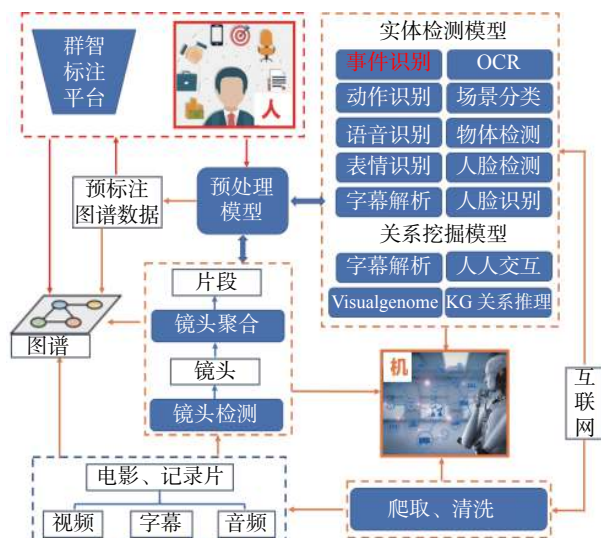 群智
标注
平台
人
实体检测模型
事件识别
OCR
动作识别
场景分类
语音识别
物体检测
表情识别
人脸检测
字幕解析
人脸识别
关系挖掘模型
字幕解析
人人交互
Visualgenome
KG 关系推理
预标注
图谱数据
预处理
模型
片段
镜头聚合
镜头
镜头检测
图谱
机
互
联
网
电影、记录片
视频
字幕
音频
爬取、清洗